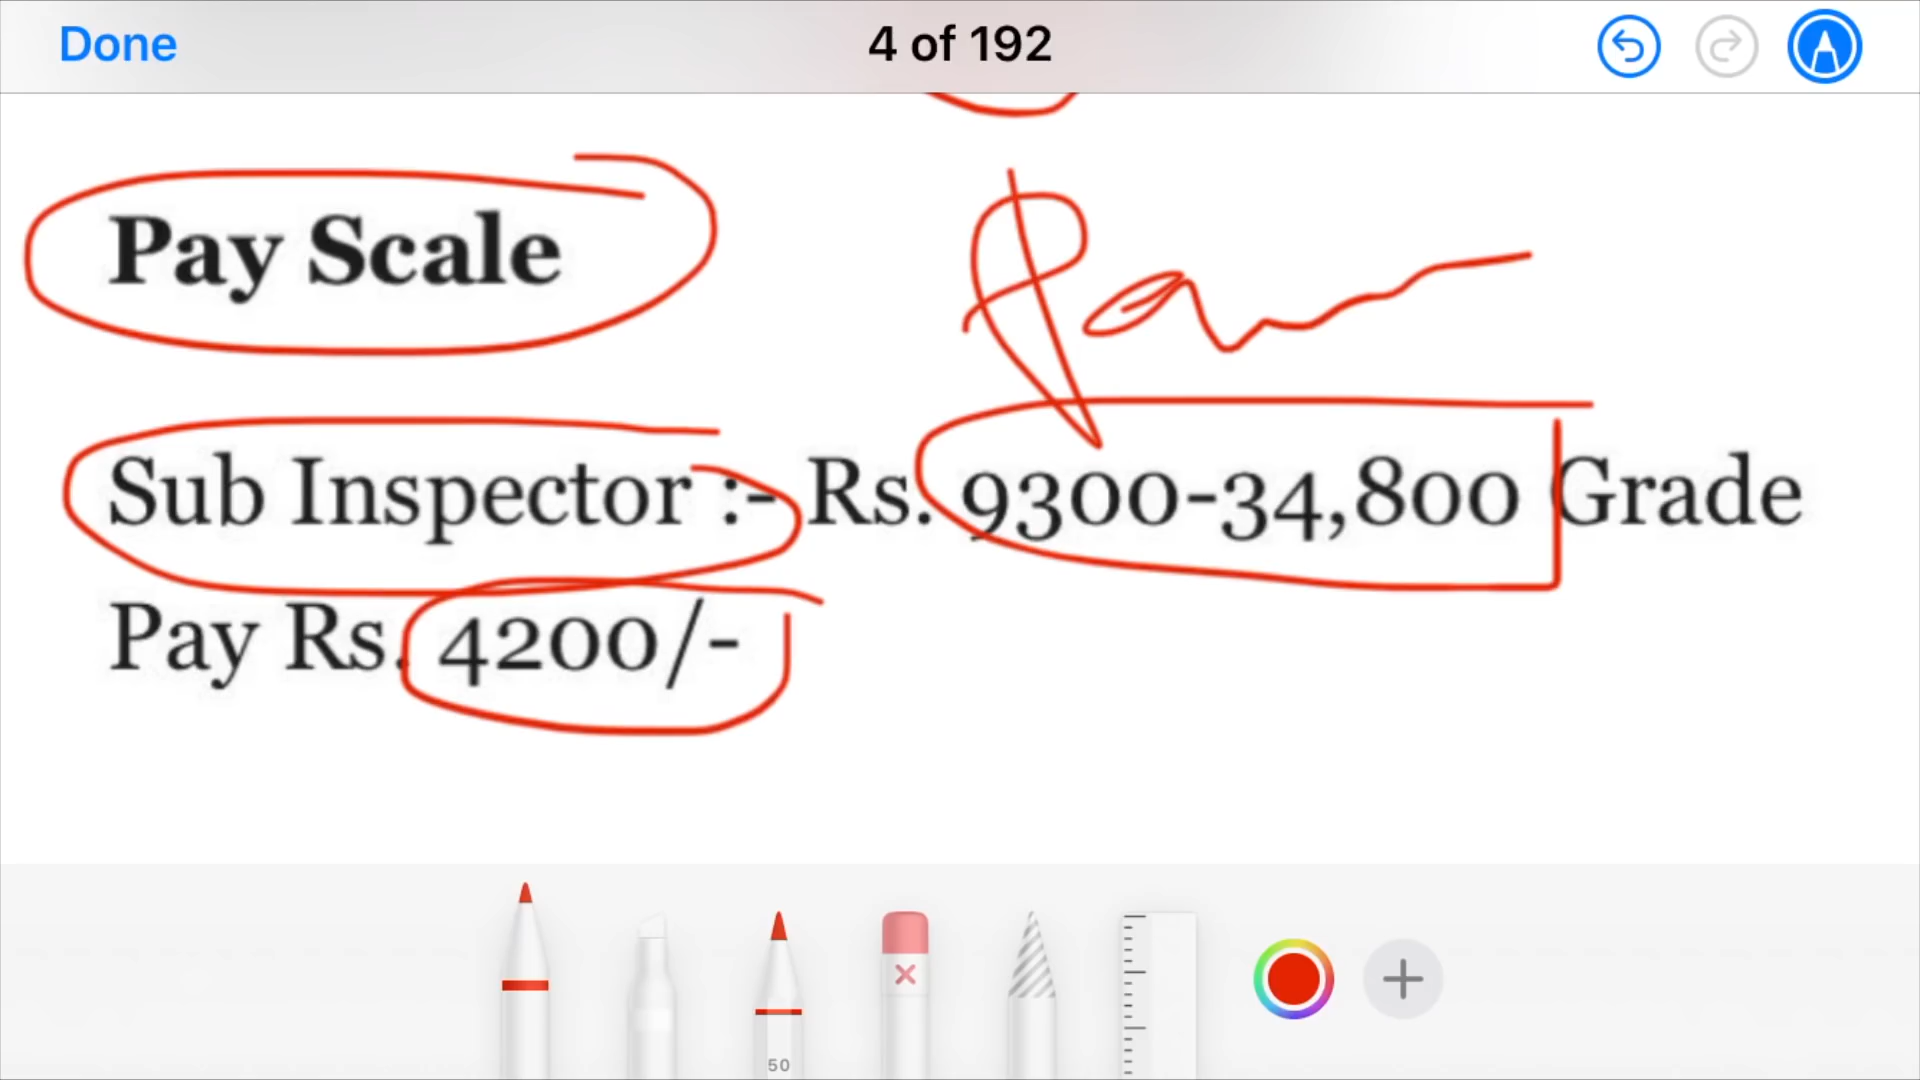 Done 4 of 192
Pay Scale
Sub Inspector :- Rs. 9300-34,800 Grade
Pay Rs. 4200/-
50